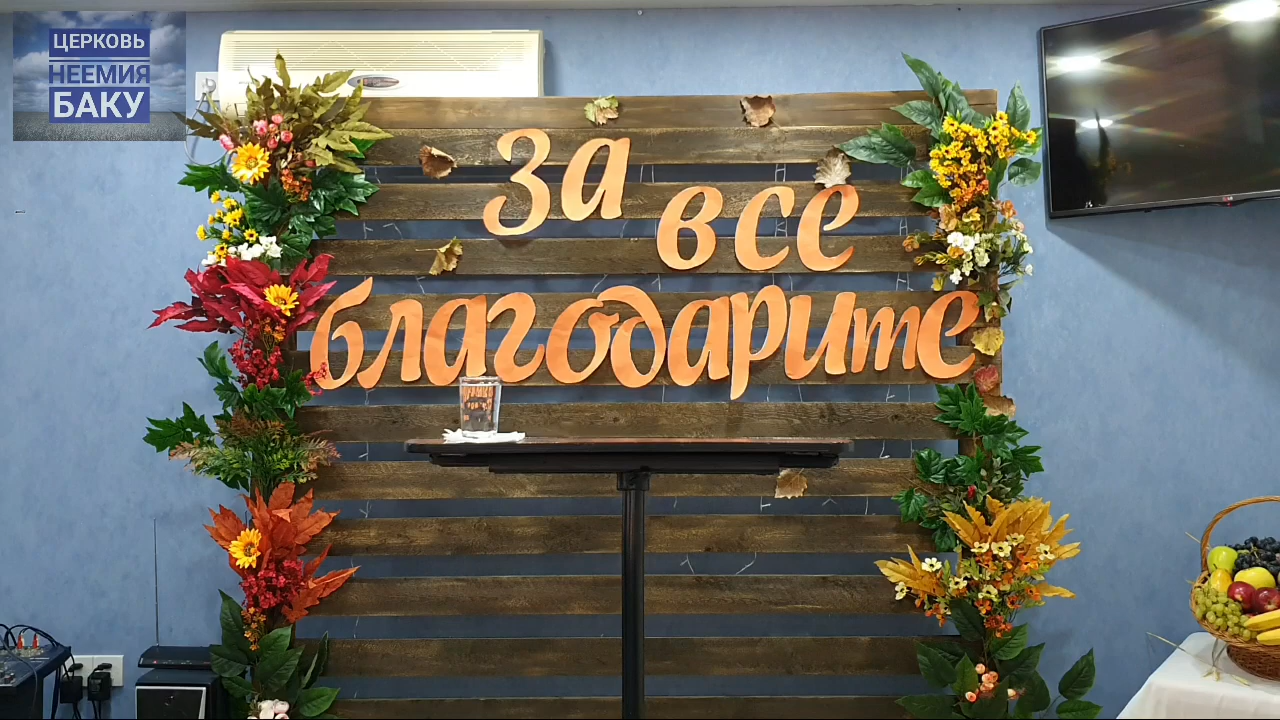 ЦЕРКОВЬ
НЕЕМИЯ
БАКУ
За
все
благодарите